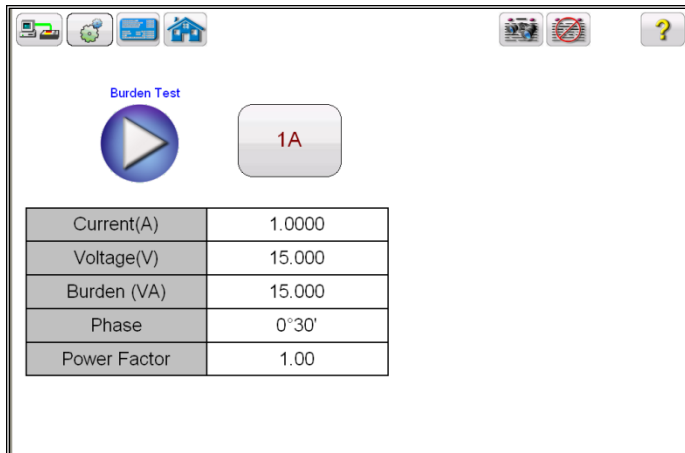 Burden Test
1A
Current(A) 1.0000
Voltage(V) 15.000
Burden (VA) 15.000
Phase 0°30'
Power Factor 1.00
?